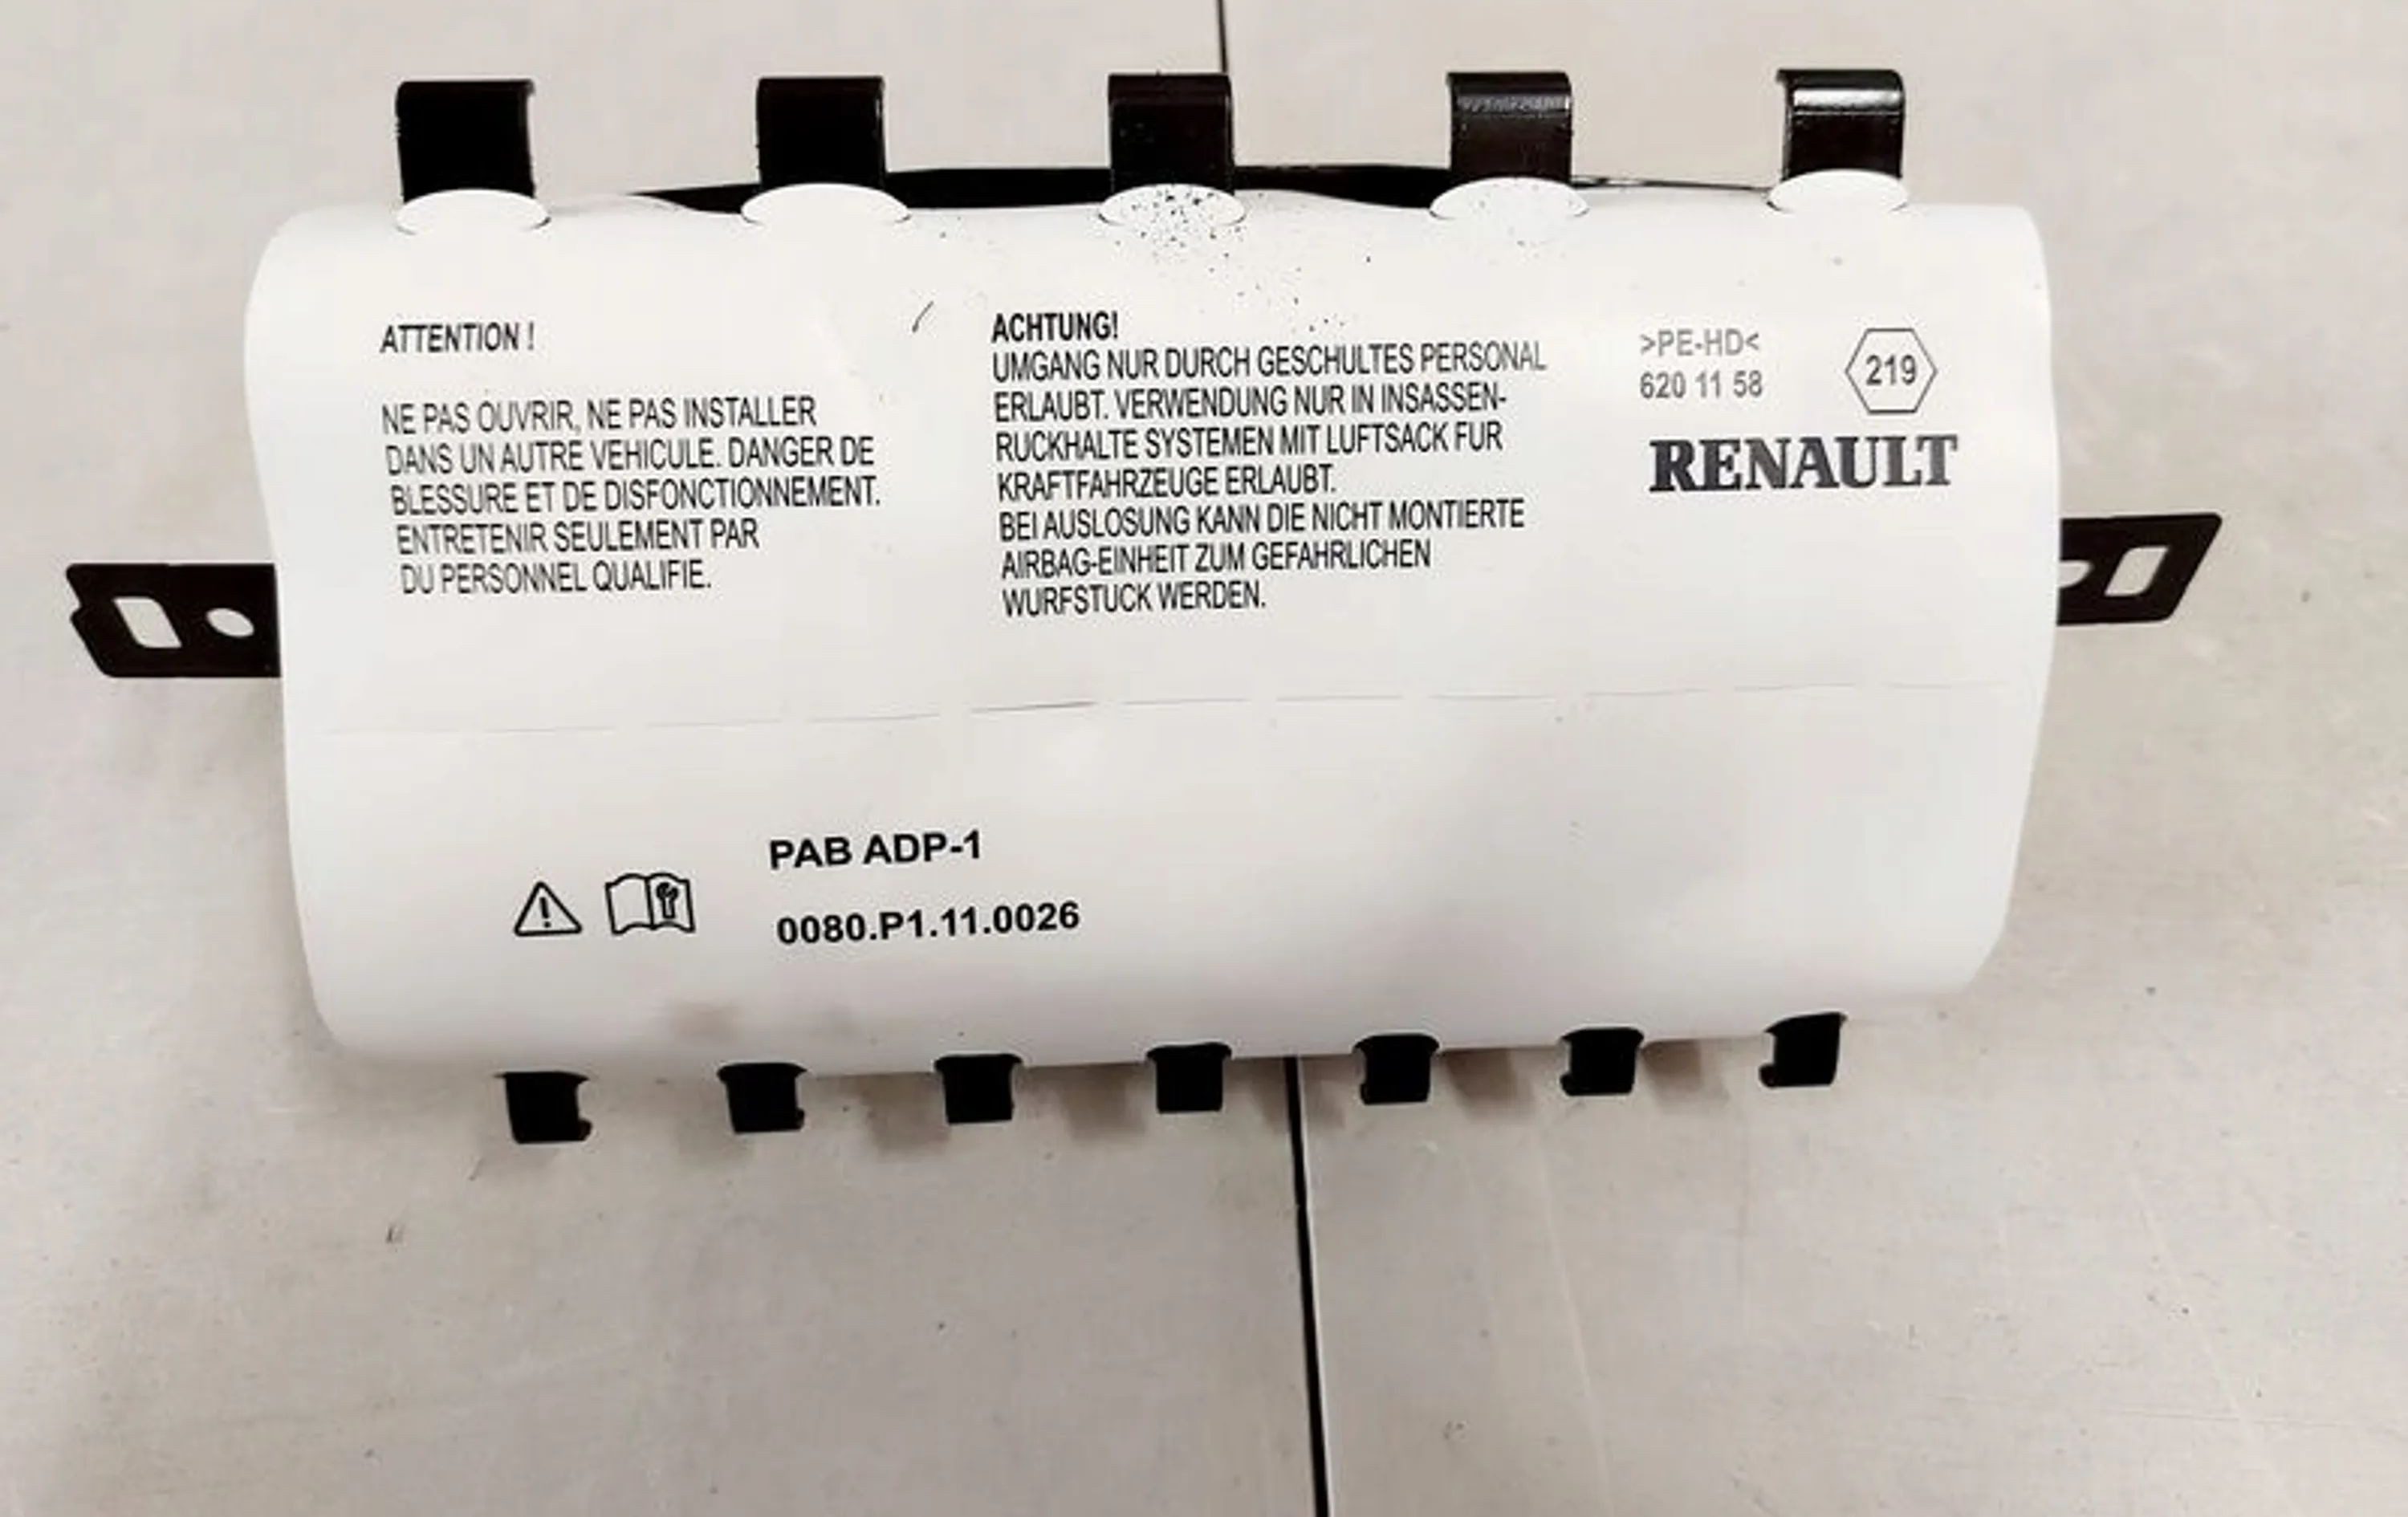 ATTENTION !
NE PAS OUVRIR, NE PAS INSTALLER
DANS UN AUTRE VEHICULE. DANGER DE
BLESSURE ET DE DISFONCTIONNEMENT.
ENTRETENIR SEULEMENT PAR
DU PERSONNEL QUALIFIE.
ACHTUNG!
UMGANG NUR DURCH GESCHULTES PERSONAL
ERLAUBT. VERWENDUNG NUR IN INSASSEN-
RUCKHALTE SYSTEMEN MIT LUFTSACK FUR
KRAFTFAHRZEUGE ERLAUBT.
BEI AUSLOSUNG KANN DIE NICHT MONTIERTE
AIRBAG-EINHEIT ZUM GEFAHRLICHEN
WURFSTUCK WERDEN.
>PE-HD<
620 11 58
219
RENAULT
PAB ADP-1
0080.P1.11.0026